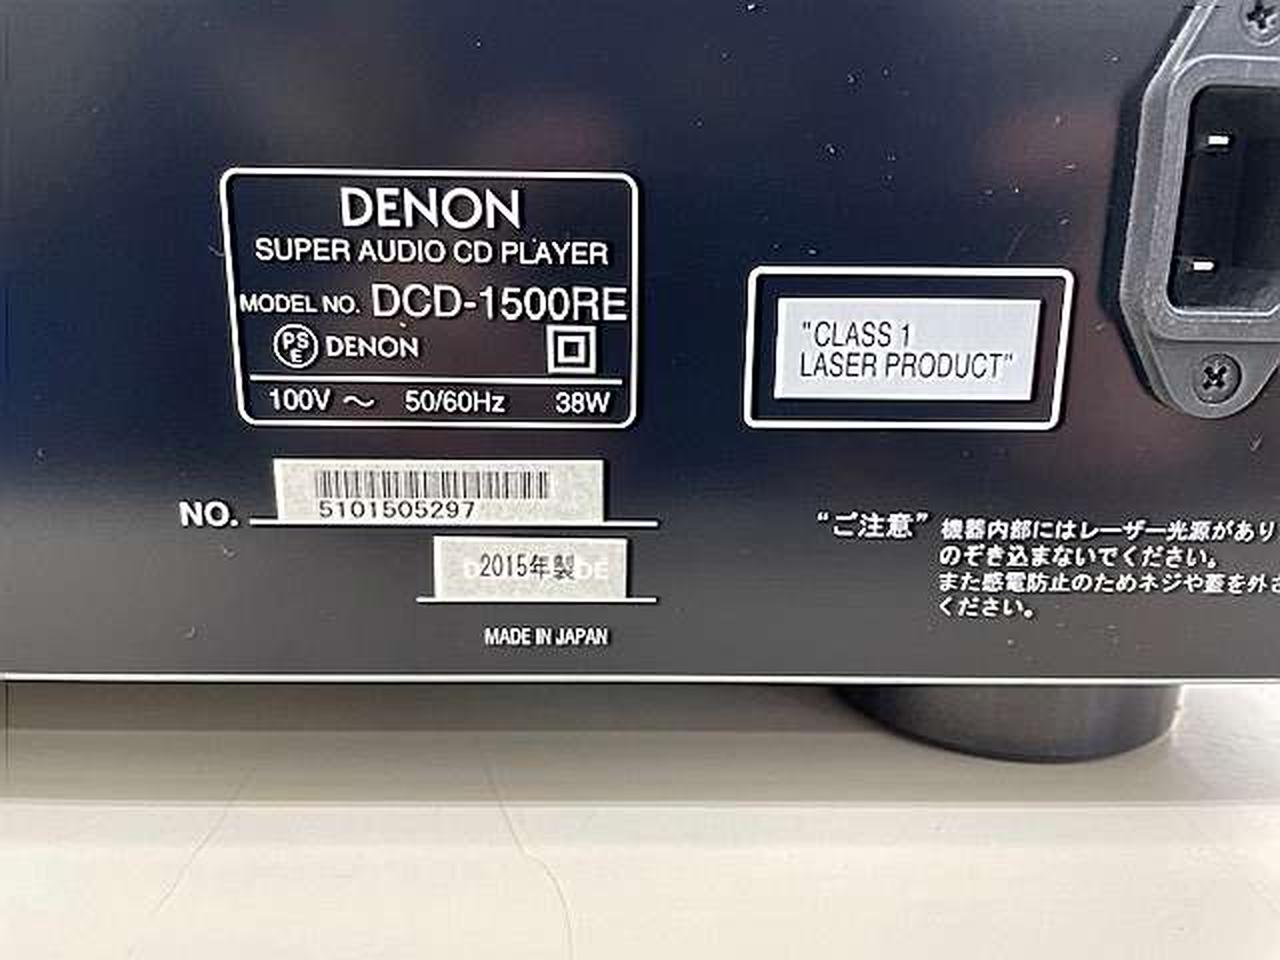 DENON
SUPER AUDIO CD PLAYER
MODEL NO. DCD-1500RE
PSE DENON
100V ～ 50/60Hz 38W
"CLASS 1
LASER PRODUCT"
NO. 5101505297
2015年製
MADE IN JAPAN
"ご注意" 機器内部にはレーザー光源があり
のぞき込まないでください。
また感電防止のためネジや蓋を外さ
ください。